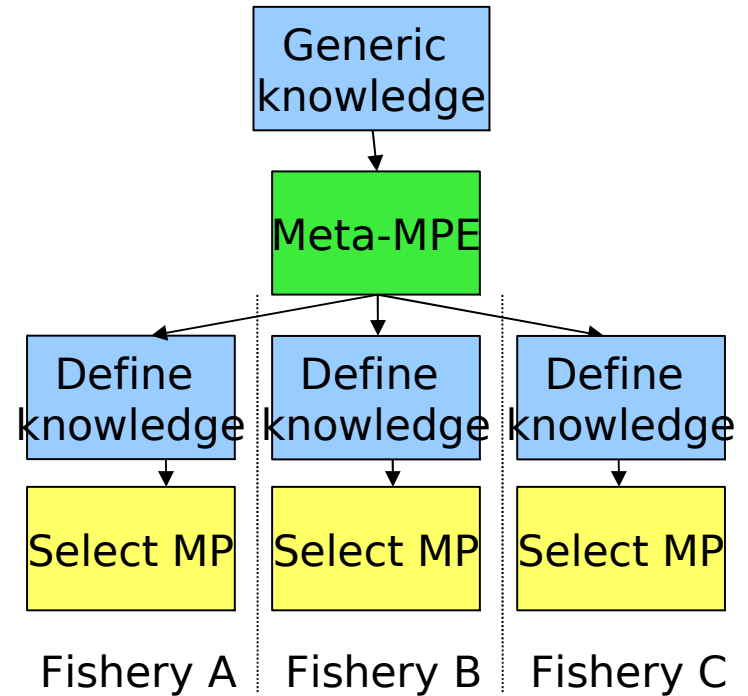 Generic
knowledge
Meta-MPE
Define
knowledge
Define
knowledge
Define
knowledge
Select MP
Select MP
Select MP
Fishery A
Fishery B
Fishery C